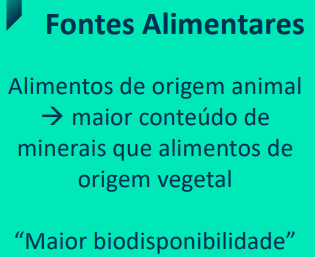 Fontes Alimentares
Alimentos de origem animal
→ maior conteúdo de
minerais que alimentos de
origem vegetal
“Maior biodisponibilidade”